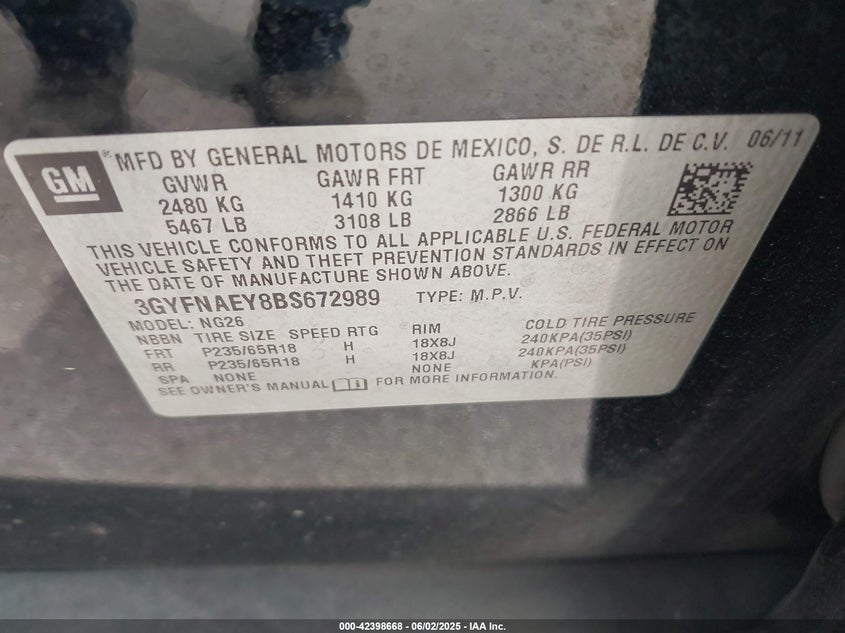 GM
® MFD BY GENERAL MOTORS DE MEXICO, S. DE R.L. DE C.V. 06/11
GVWR GAWR FRT GAWR RR
2480 KG 1410 KG 1300 KG
5467 LB 3108 LB 2866 LB
THIS VEHICLE CONFORMS TO ALL APPLICABLE U.S. FEDERAL MOTOR
VEHICLE SAFETY AND THEFT PREVENTION STANDARDS IN EFFECT ON
THE DATE OF MANUFACTURE SHOWN ABOVE.
3GYFNAEY8BS672989 TYPE: M.P.V.
MODEL: NG26
NBBN TIRE SIZE SPEED RTG RIM COLD TIRE PRESSURE
FRT P235/65R18 H 18X8J 240KPA(35PSI)
RR P235/65R18 H 18X8J 240KPA(35PSI)
SPA NONE NONE KPA(PSI)
SEE OWNER'S MANUAL FOR MORE INFORMATION.
000-42398668 - 06/02/2025 - IAA Inc.